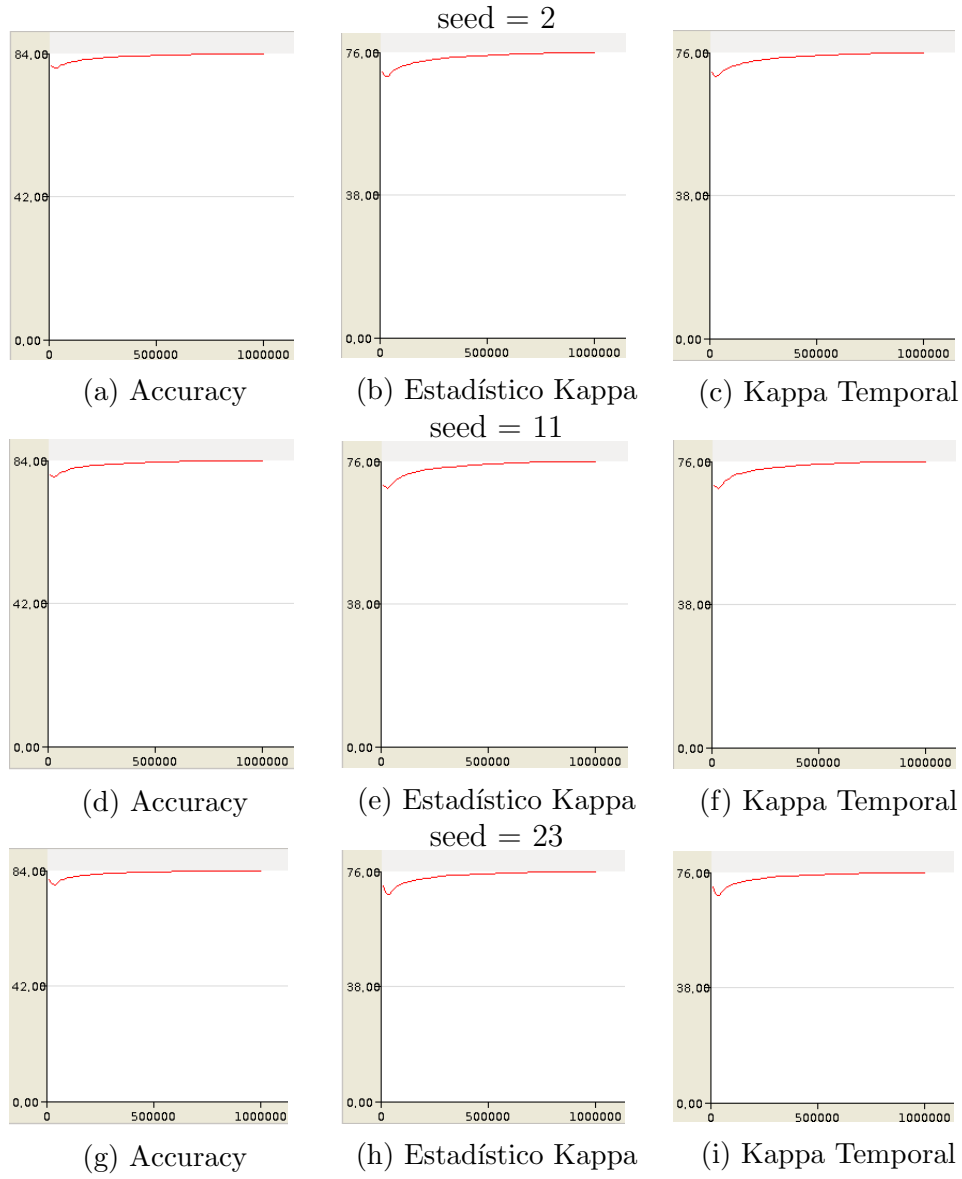 seed = 2
84,00
42,00
0,00
0 500000 1000000
76,00
38,00
0,00
0 500000 1000000
76,00
38,00
0,00
0 500000 1000000
(a) Accuracy
(b) Estadístico Kappa
(c) Kappa Temporal
seed = 11
84,00
42,00
0,00
0 500000 1000000
76,00
38,00
0,00
0 500000 1000000
76,00
38,00
0,00
0 500000 1000000
(d) Accuracy
(e) Estadístico Kappa
(f) Kappa Temporal
seed = 23
84,00
42,00
0,00
0 500000 1000000
76,00
38,00
0,00
0 500000 1000000
76,00
38,00
0,00
0 500000 1000000
(g) Accuracy
(h) Estadístico Kappa
(i) Kappa Temporal